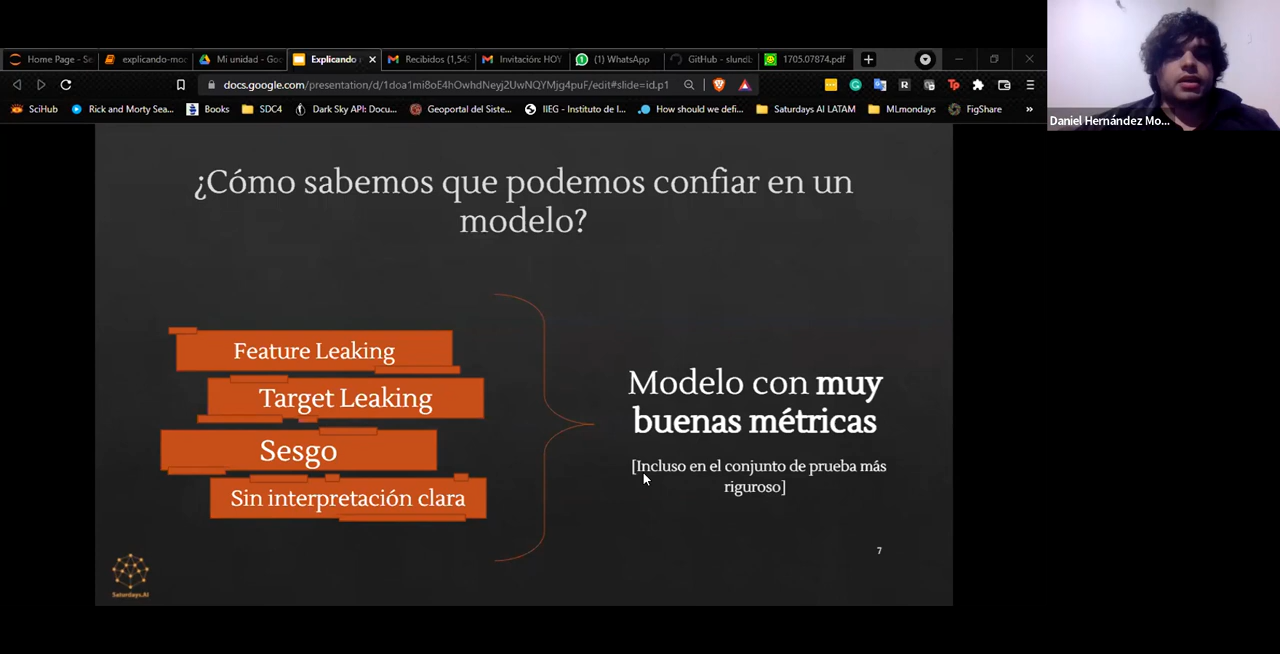 Home Page - Se
explicando-mod
Mi unidad - Goo
Explicando
Recibidos (1,54
Invitación: HOY
(1) WhatsApp
GitHub - slundb
1705.07874.pdf
docs.google.com/presentation/d/1doa1mi8oE4hOwhdNeyj2UwNQYMjg4puF/edit#slide=id.p1
SciHub
Rick and Morty Sea...
Books
SDC4
Dark Sky API: Docu...
Geoportal del Siste...
IIEG - Instituto de I...
How should we defi...
Saturdays AI LATAM
MLmondays
FigShare
»
Daniel Hernández Mo...
¿Cómo sabemos que podemos confiar en un
modelo?
Feature Leaking
Target Leaking
Sesgo
Sin interpretación clara
Modelo con muy
buenas métricas
[Incluso en el conjunto de prueba más
riguroso]
7
Saturdays.AI